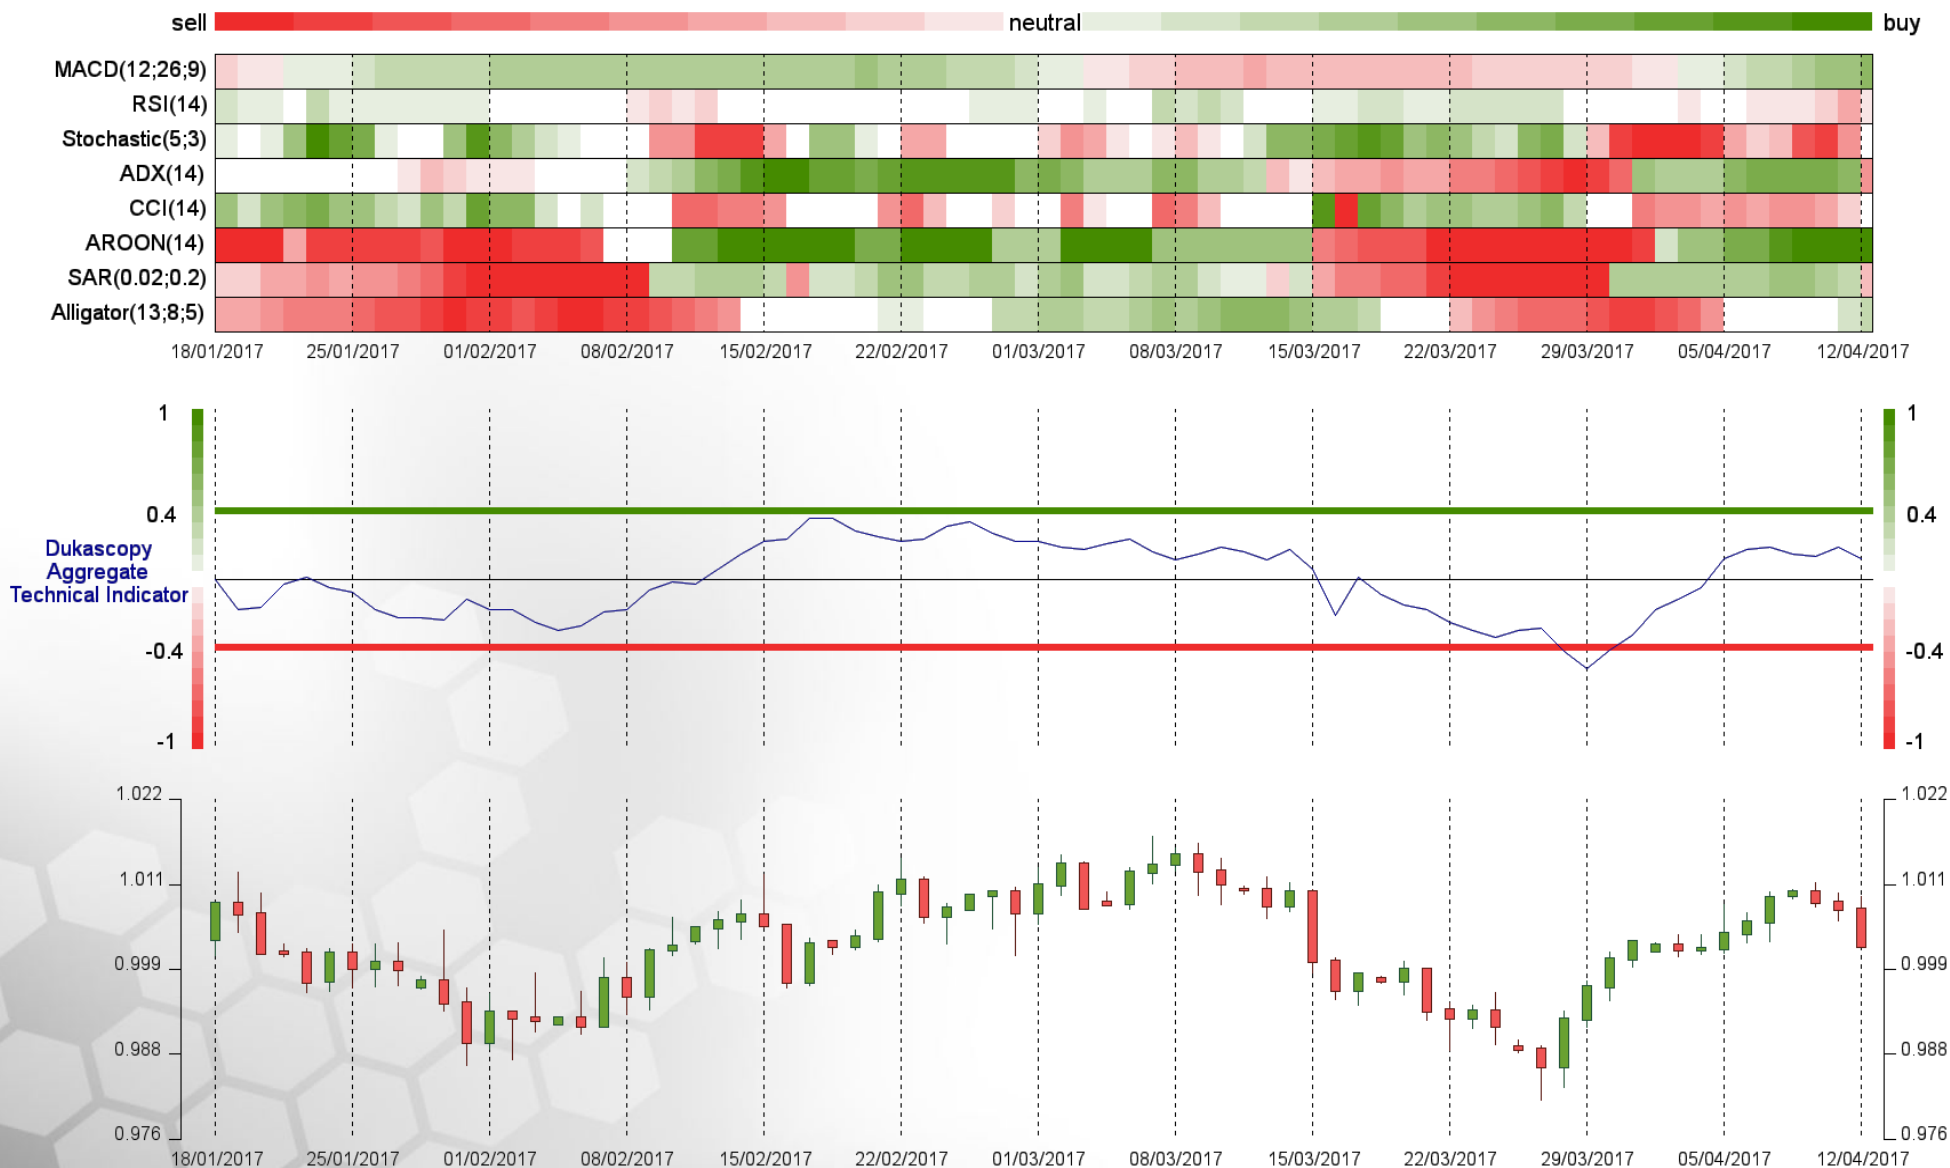 sell neutral buy
MACD(12;26;9)
RSI(14)
Stochastic(5;3)
ADX(14)
CCI(14)
AROON(14)
SAR(0.02;0.2)
Alligator(13;8;5)
18/01/2017 25/01/2017 01/02/2017 08/02/2017 15/02/2017 22/02/2017 01/03/2017 08/03/2017 15/03/2017 22/03/2017 29/03/2017 05/04/2017 12/04/2017
1 1
0.4 0.4
Dukascopy
Aggregate
Technical Indicator
-0.4 -0.4
-1 -1
1.022 1.022
1.011 1.011
0.999 0.999
0.988 0.988
0.976 0.976
18/01/2017 25/01/2017 01/02/2017 08/02/2017 15/02/2017 22/02/2017 01/03/2017 08/03/2017 15/03/2017 22/03/2017 29/03/2017 05/04/2017 12/04/2017